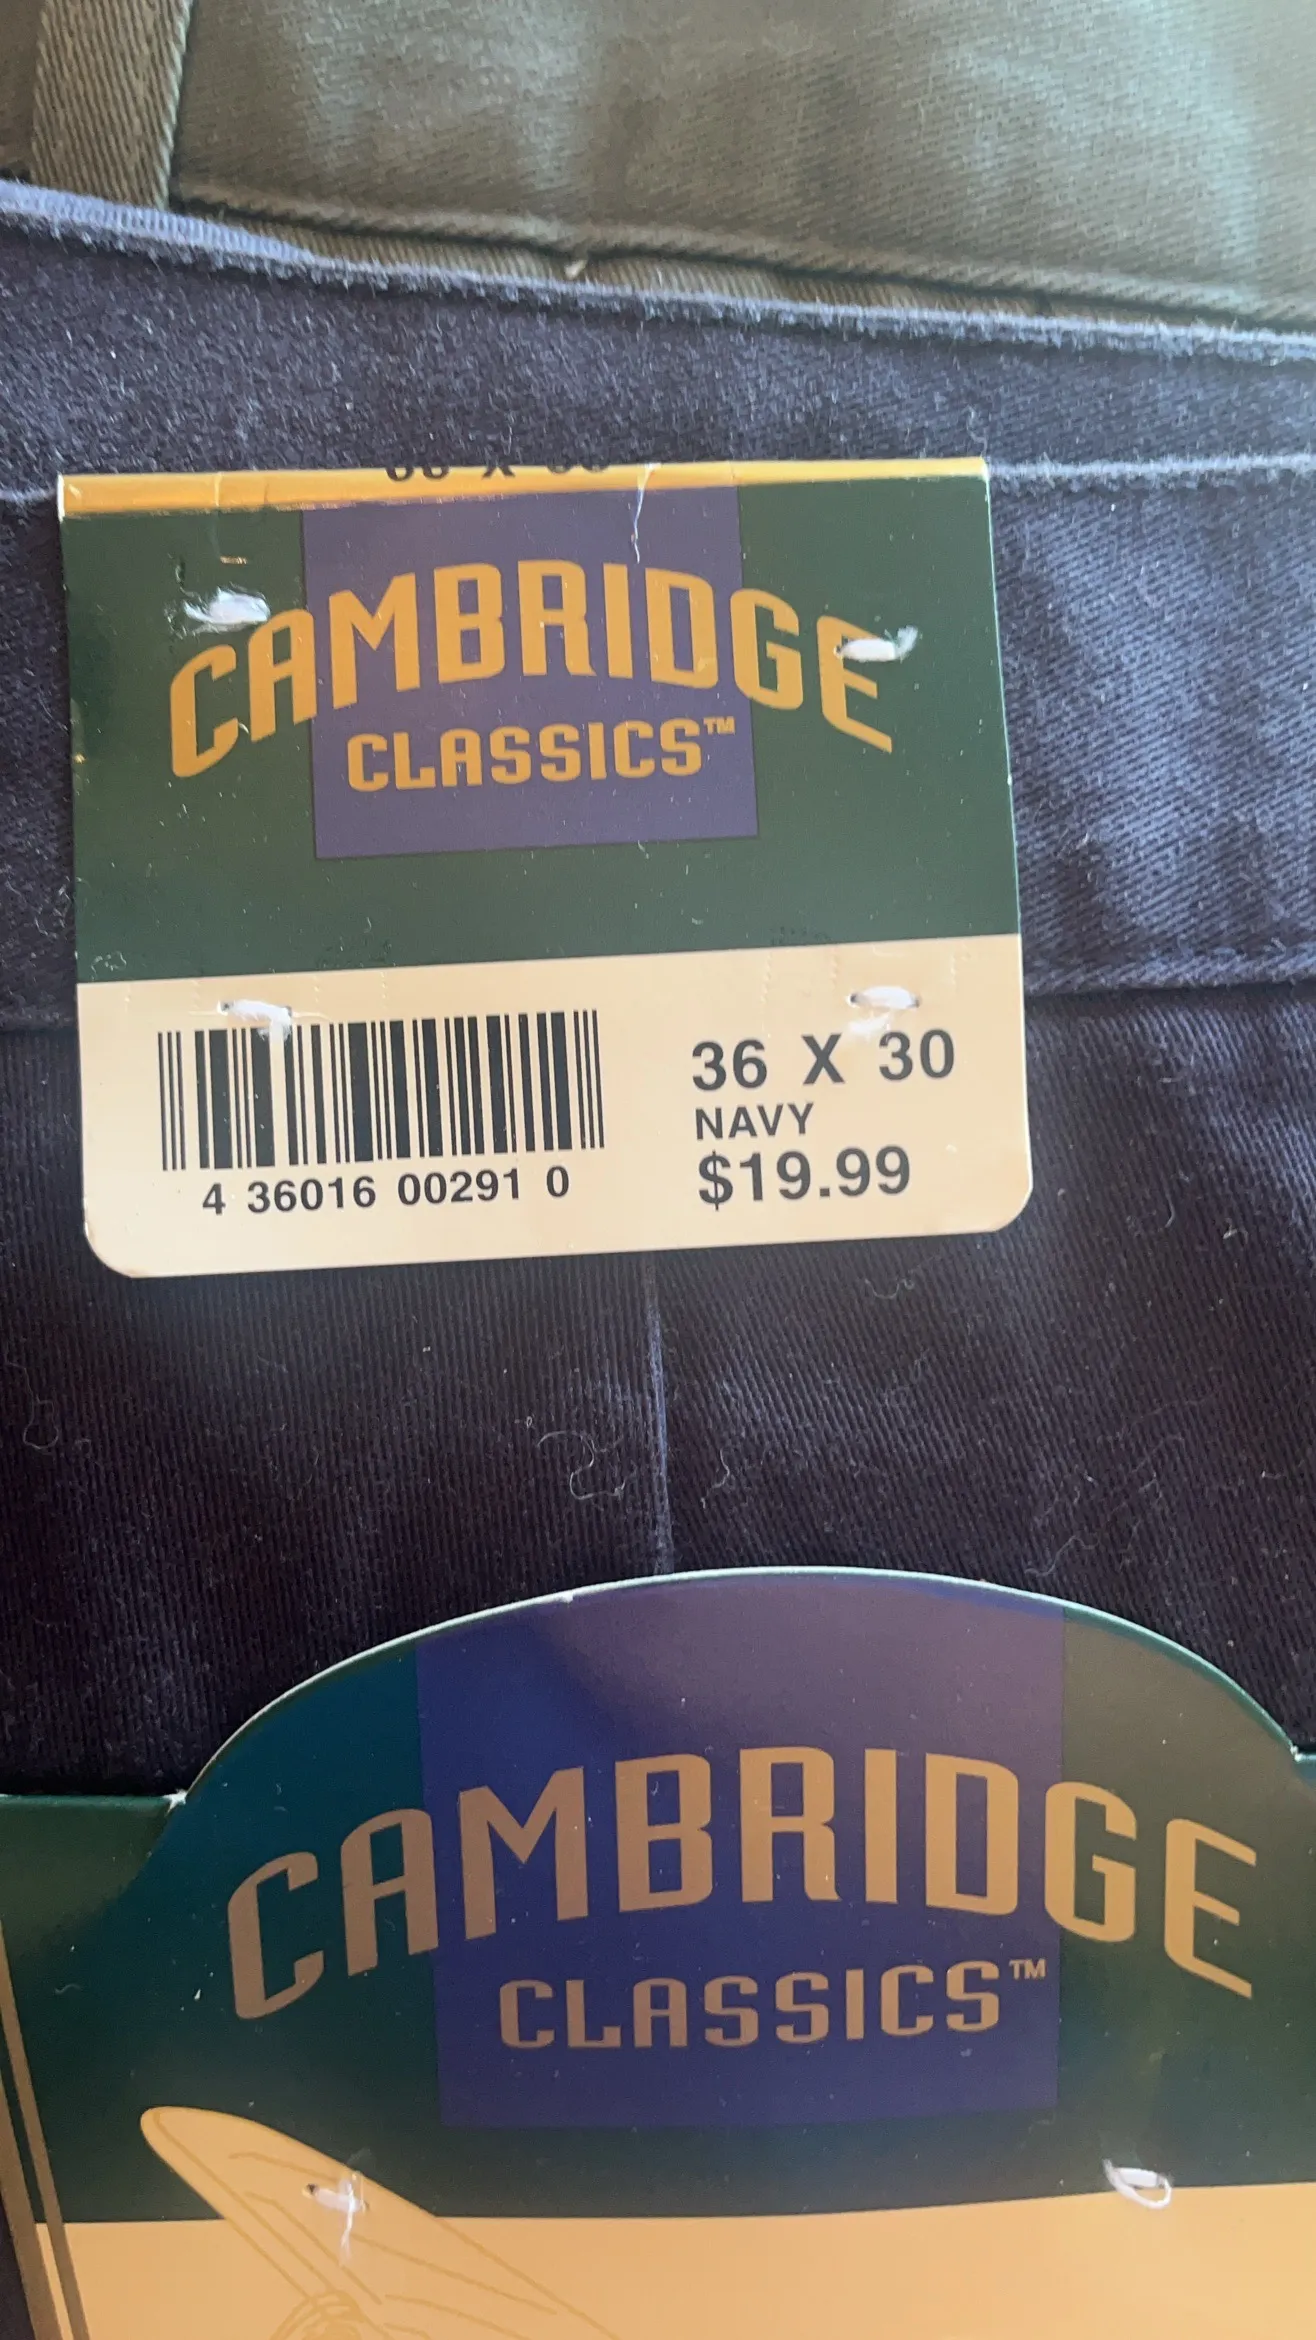 CAMBRIDGE
CLASSICS™
36 X 30
NAVY
$19.99
4 36016 00291 0
CAMBRIDGE
CLASSICS™